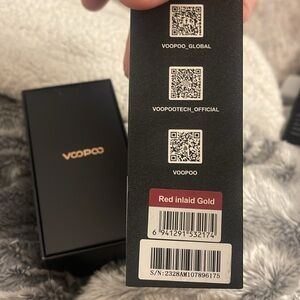 VOOPOO_GLOBAL
VOOPOOTECH_OFFICIAL
VOOPOO
VOOPOO
Red inlaid Gold
6 941291 532174
S/N:2328AM107896175